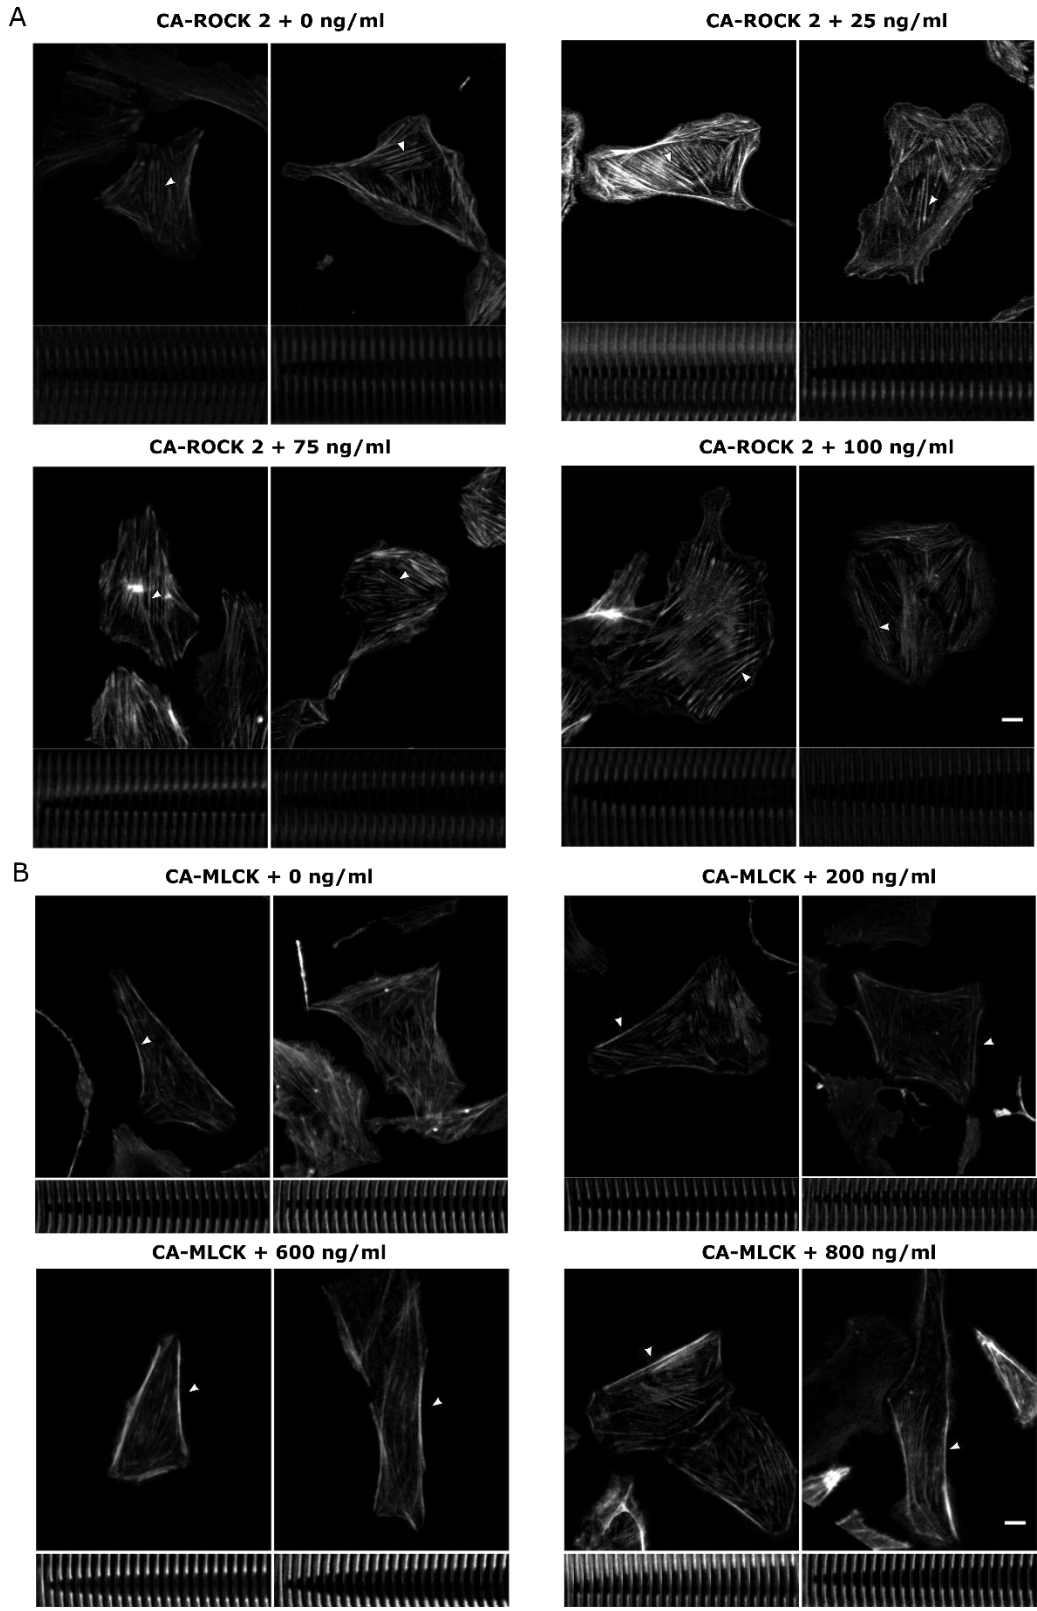 A
CA-ROCK 2 + 0 ng/ml
CA-ROCK 2 + 25 ng/ml
CA-ROCK 2 + 75 ng/ml
CA-ROCK 2 + 100 ng/ml
B
CA-MLCK + 0 ng/ml
CA-MLCK + 200 ng/ml
CA-MLCK + 600 ng/ml
CA-MLCK + 800 ng/ml